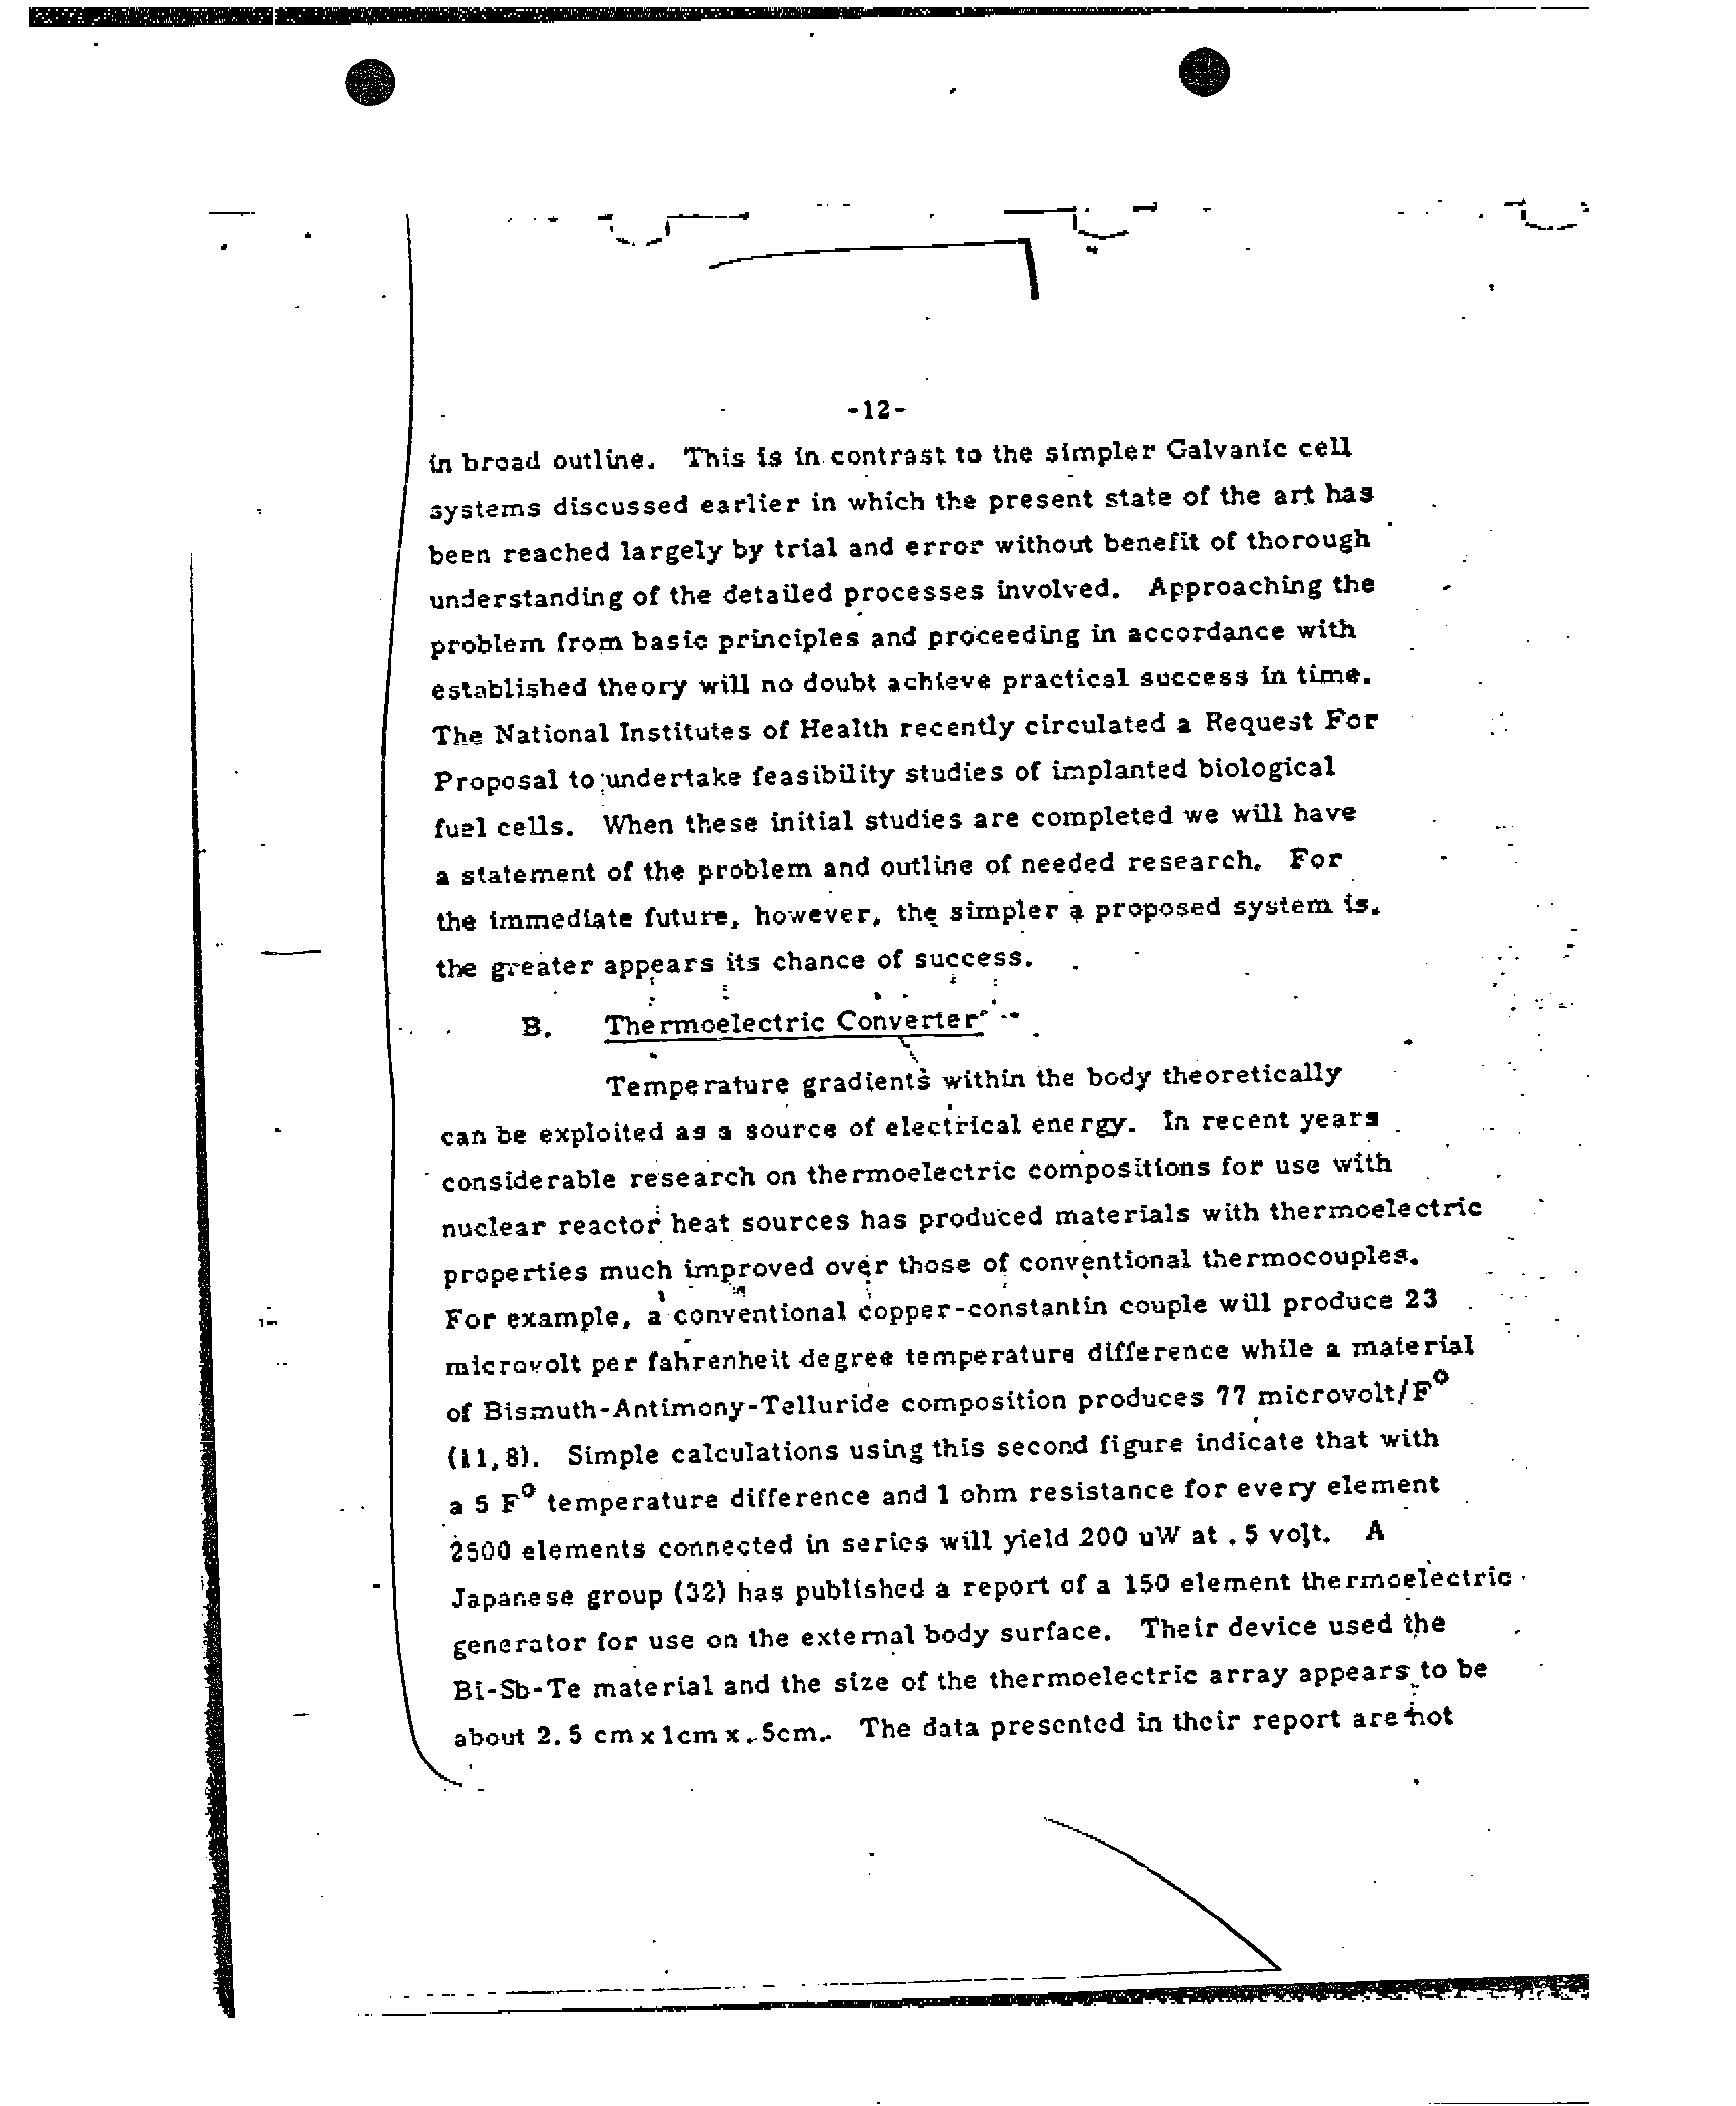 -12-
in broad outline. This is in contrast to the simpler Galvanic cell
systems discussed earlier in which the present state of the art has
been reached largely by trial and error without benefit of thorough
understanding of the detailed processes involved. Approaching the
problem from basic principles and proceeding in accordance with
established theory will no doubt achieve practical success in time.
The National Institutes of Health recently circulated a Request For
Proposal to undertake feasibility studies of implanted biological
fuel cells. When these initial studies are completed we will have
a statement of the problem and outline of needed research. For
the immediate future, however, the simpler a proposed system is,
the greater appears its chance of success.
B. Thermoelectric Converter
Temperature gradients within the body theoretically
can be exploited as a source of electrical energy. In recent years
considerable research on thermoelectric compositions for use with
nuclear reactor heat sources has produced materials with thermoelectric
properties much improved over those of conventional thermocouples.
For example, a conventional copper-constantin couple will produce 23
microvolt per fahrenheit degree temperature difference while a material
of Bismuth-Antimony-Telluride composition produces 77 microvolt/F°
(11,8). Simple calculations using this second figure indicate that with
a 5 F° temperature difference and 1 ohm resistance for every element
2500 elements connected in series will yield 200 uW at .5 volt. A
Japanese group (32) has published a report of a 150 element thermoelectric
generator for use on the external body surface. Their device used the
Bi-Sb-Te material and the size of the thermoelectric array appears to be
about 2.5 cm x 1cm x .5cm. The data presented in their report are not